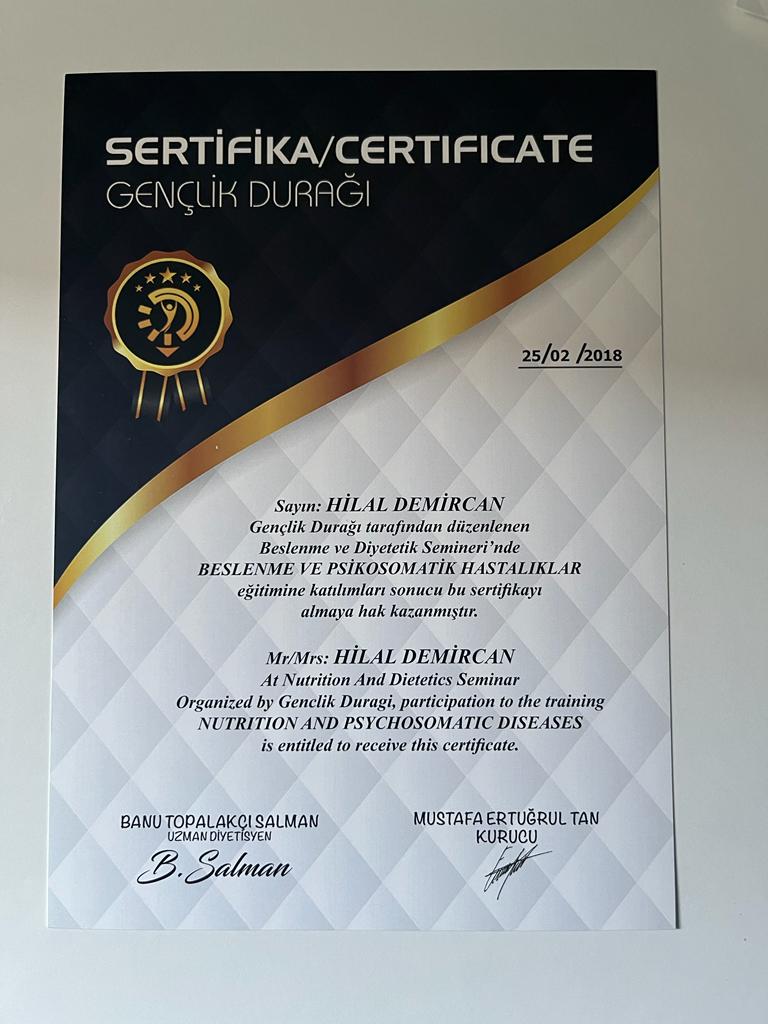 SERTİFİKA/CERTIFICATE
GENÇLİK DURAĞI
25/02 /2018
Sayın: HİLAL DEMİRCAN
Gençlik Durağı tarafından düzenlenen
Beslenme ve Diyetetik Semineri'nde
BESLENME VE PSİKOSOMATİK HASTALIKLAR
eğitimine katılımları sonucu bu sertifikayı
almaya hak kazanmıştır.
Mr/Mrs: HİLAL DEMİRCAN
At Nutrition And Dietetics Seminar
Organized by Genclik Duragi, participation to the training
NUTRITION AND PSYCHOSOMATIC DISEASES
is entitled to receive this certificate.
BANU TOPALAKÇI SALMAN
UZMAN DİYETİSYEN
B. Salman
MUSTAFA ERTUĞRUL TAN
KURUCU